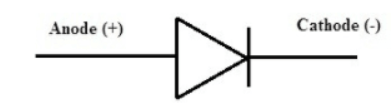 Anode (+)
Cathode (-)